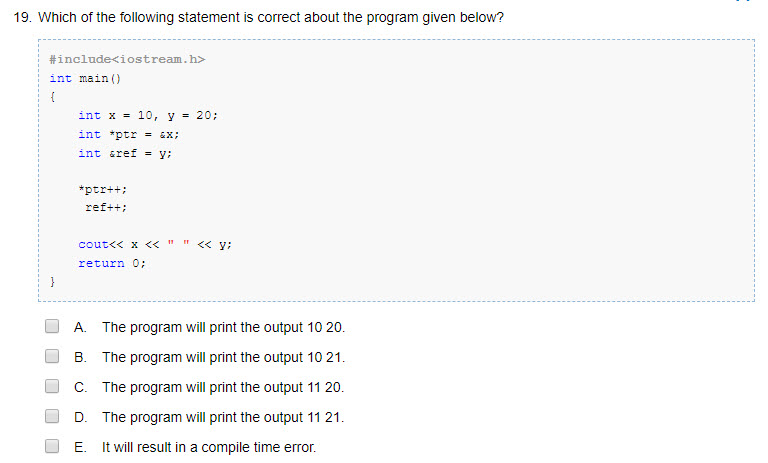 19. Which of the following statement is correct about the program given below?
#include<iostream.h>
int main()
{
    int x = 10, y = 20;
    int *ptr = &x;
    int &ref = y;
    *ptr++;
     ref++;
    cout<< x << " " << y;
    return 0;
}
A. The program will print the output 10 20.
B. The program will print the output 10 21.
C. The program will print the output 11 20.
D. The program will print the output 11 21.
E. It will result in a compile time error.